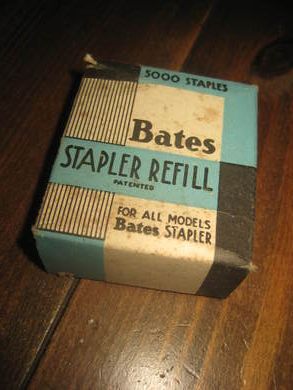 5000 STAPLES
Bates
STAPLER REFILL
PATENTED
FOR ALL MODELS
Bates STAPLER